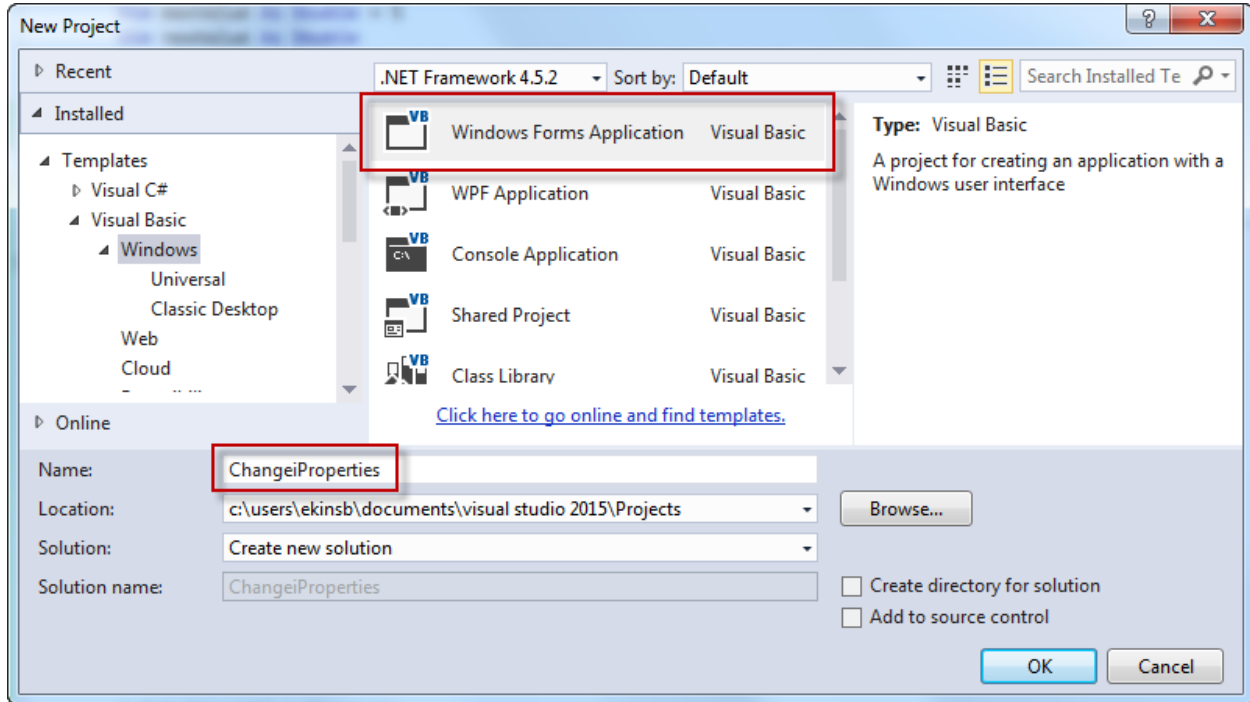 New Project
Recent
.NET Framework 4.5.2 Sort by: Default Search Installed Te
Installed
Templates
Visual C#
Visual Basic
Windows
Universal
Classic Desktop
Web
Cloud
Online
VB Windows Forms Application Visual Basic
VB WPF Application Visual Basic
VB C:\ Console Application Visual Basic
VB Shared Project Visual Basic
VB Class Library Visual Basic
Click here to go online and find templates.
Type: Visual Basic
A project for creating an application with a
Windows user interface
Name: ChangeiProperties
Location: c:\users\ekinsb\documents\visual studio 2015\Projects Browse...
Solution: Create new solution
Solution name: ChangeiProperties
Create directory for solution
Add to source control
OK Cancel